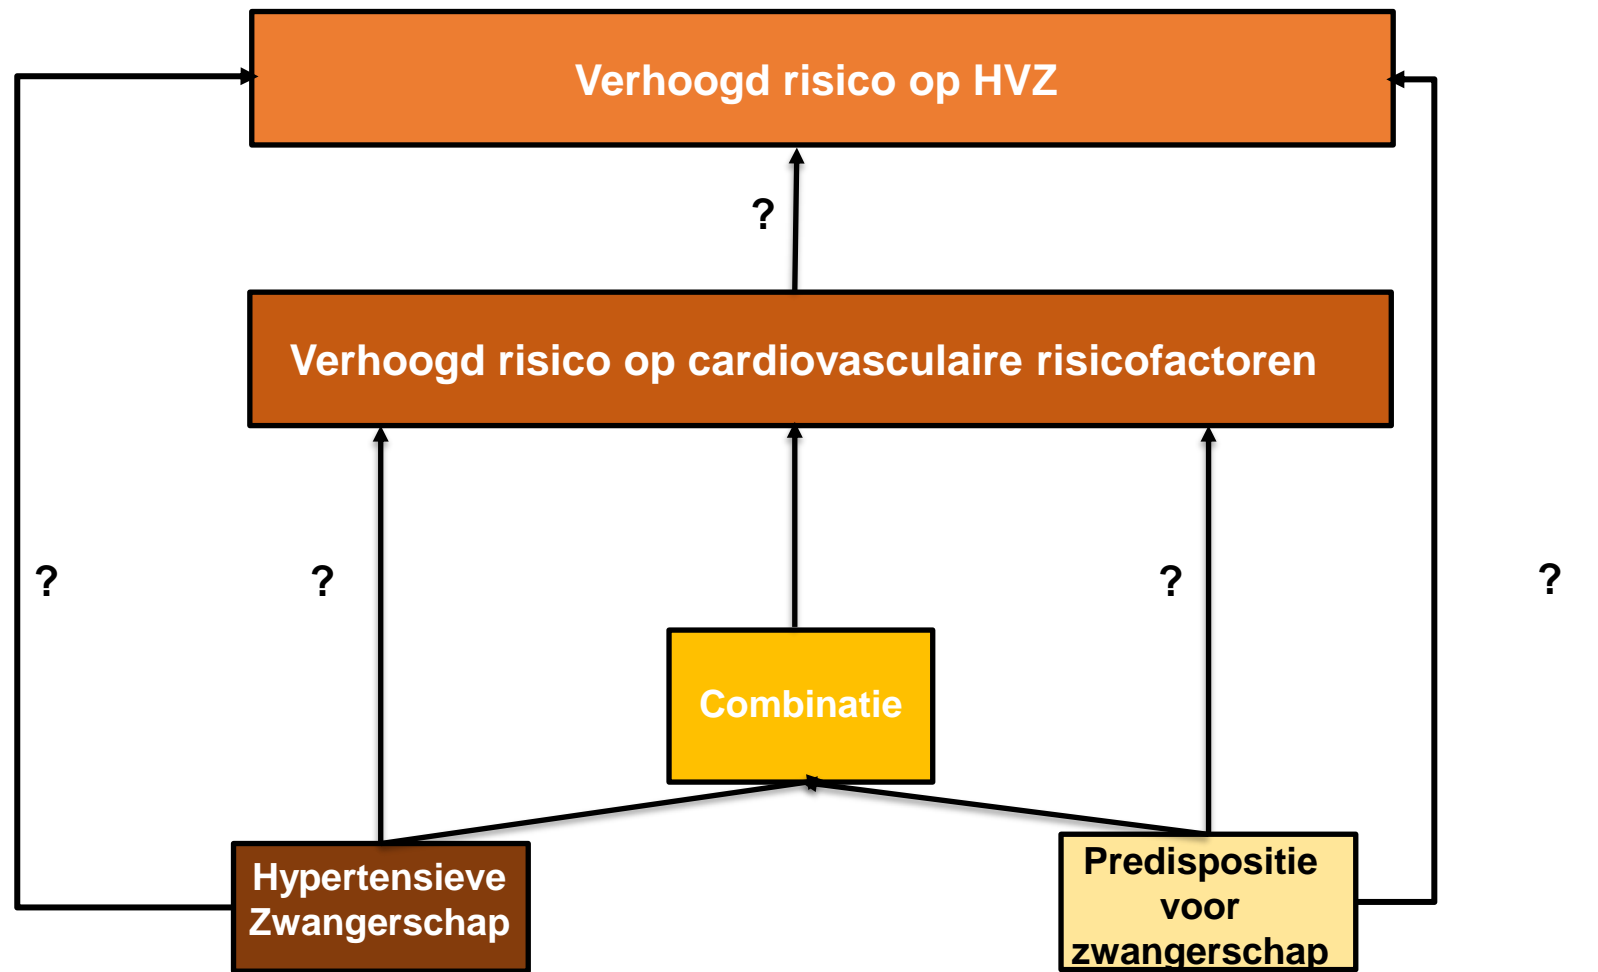 Verhoogd risico op HVZ
?
Verhoogd risico op cardiovasculaire risicofactoren
?
?
?
?
Combinatie
Hypertensieve
Zwangerschap
Predispositie
voor
zwangerschap